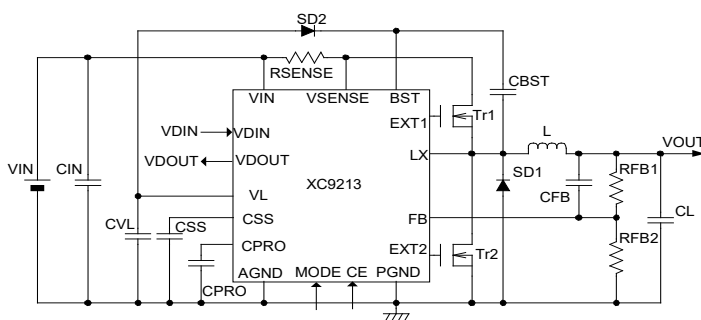 SD2
RSENSE
CBST
VIN VSENSE BST
EXT1 Tr1
VDIN VDIN
LX L VOUT
VDOUT VDOUT
VIN CIN XC9213 SD1 CFB RFB1
VL
CVL CSS CSS FB CL
CPRO EXT2 Tr2 RFB2
AGND MODE CE PGND
CPRO